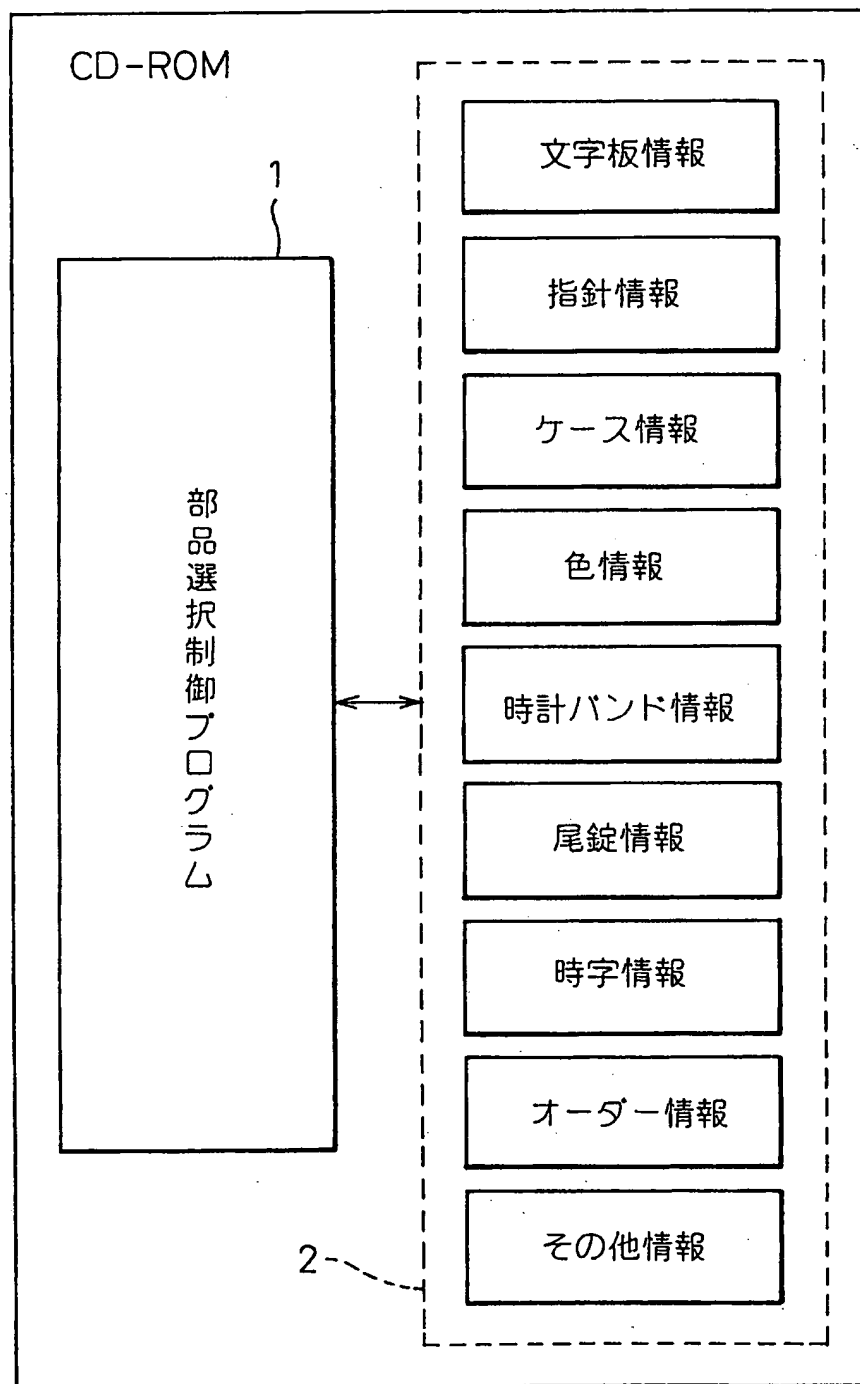 CD-ROM
1
部品選択制御プログラム
文字板情報
指針情報
ケース情報
色情報
時計バンド情報
尾錠情報
時字情報
オーダー情報
その他情報
2